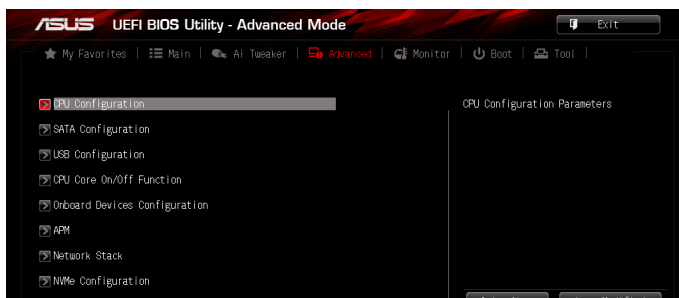 ASUS UEFI BIOS Utility - Advanced Mode
Exit
My Favorites | Main | Ai Tweaker | Advanced | Monitor | Boot | Tool |
CPU Configuration
CPU Configuration Parameters
SATA Configuration
USB Configuration
CPU Core On/Off Function
Onboard Devices Configuration
APM
Network Stack
NVMe Configuration